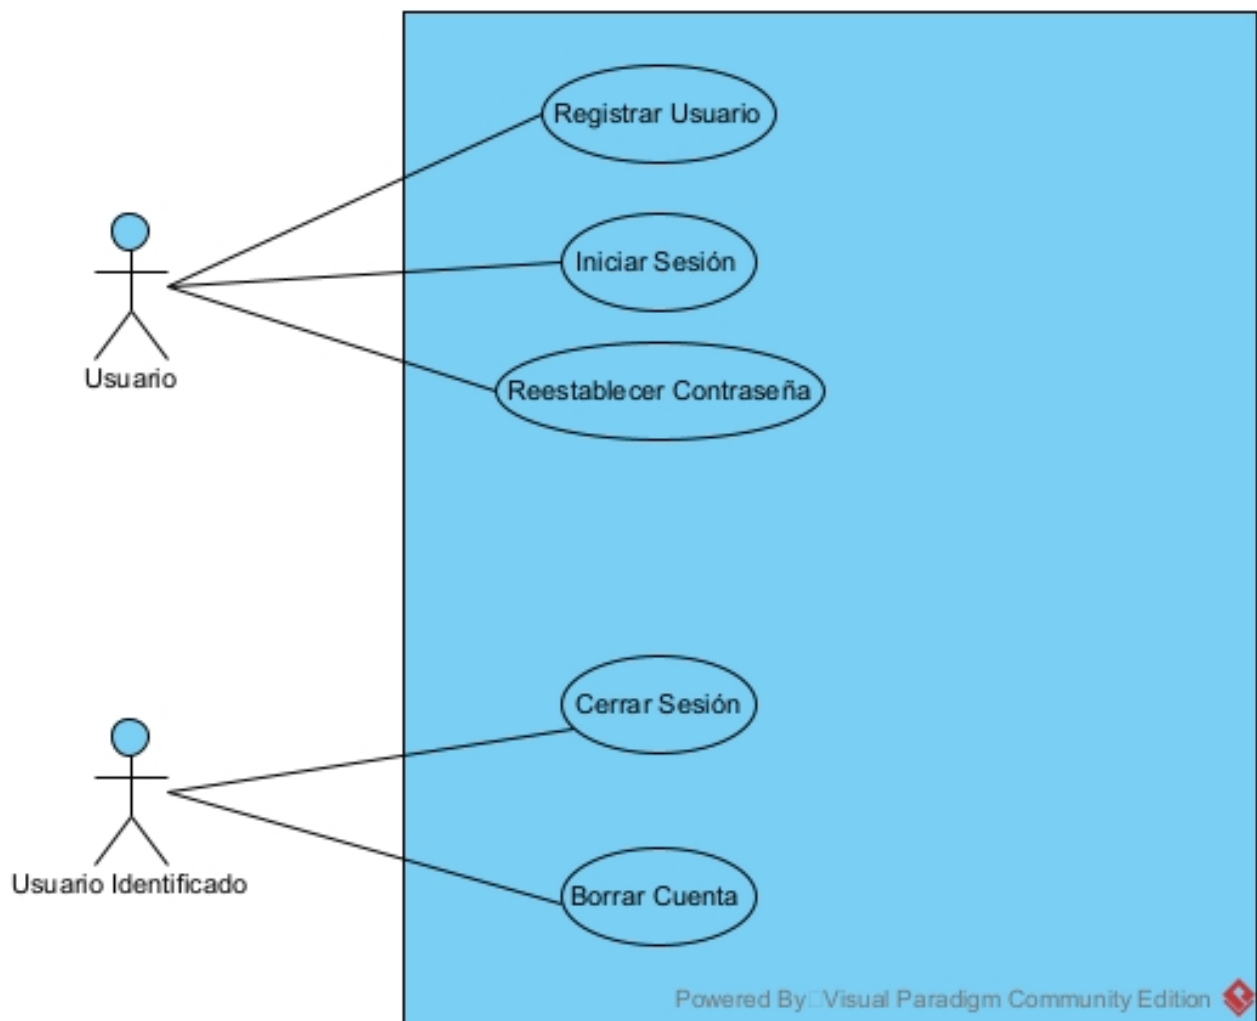 Registrar Usuario
Iniciar Sesión
Usuario
Reestablecer Contraseña
Cerrar Sesión
Usuario Identificado
Borrar Cuenta
Powered By Visual Paradigm Community Edition